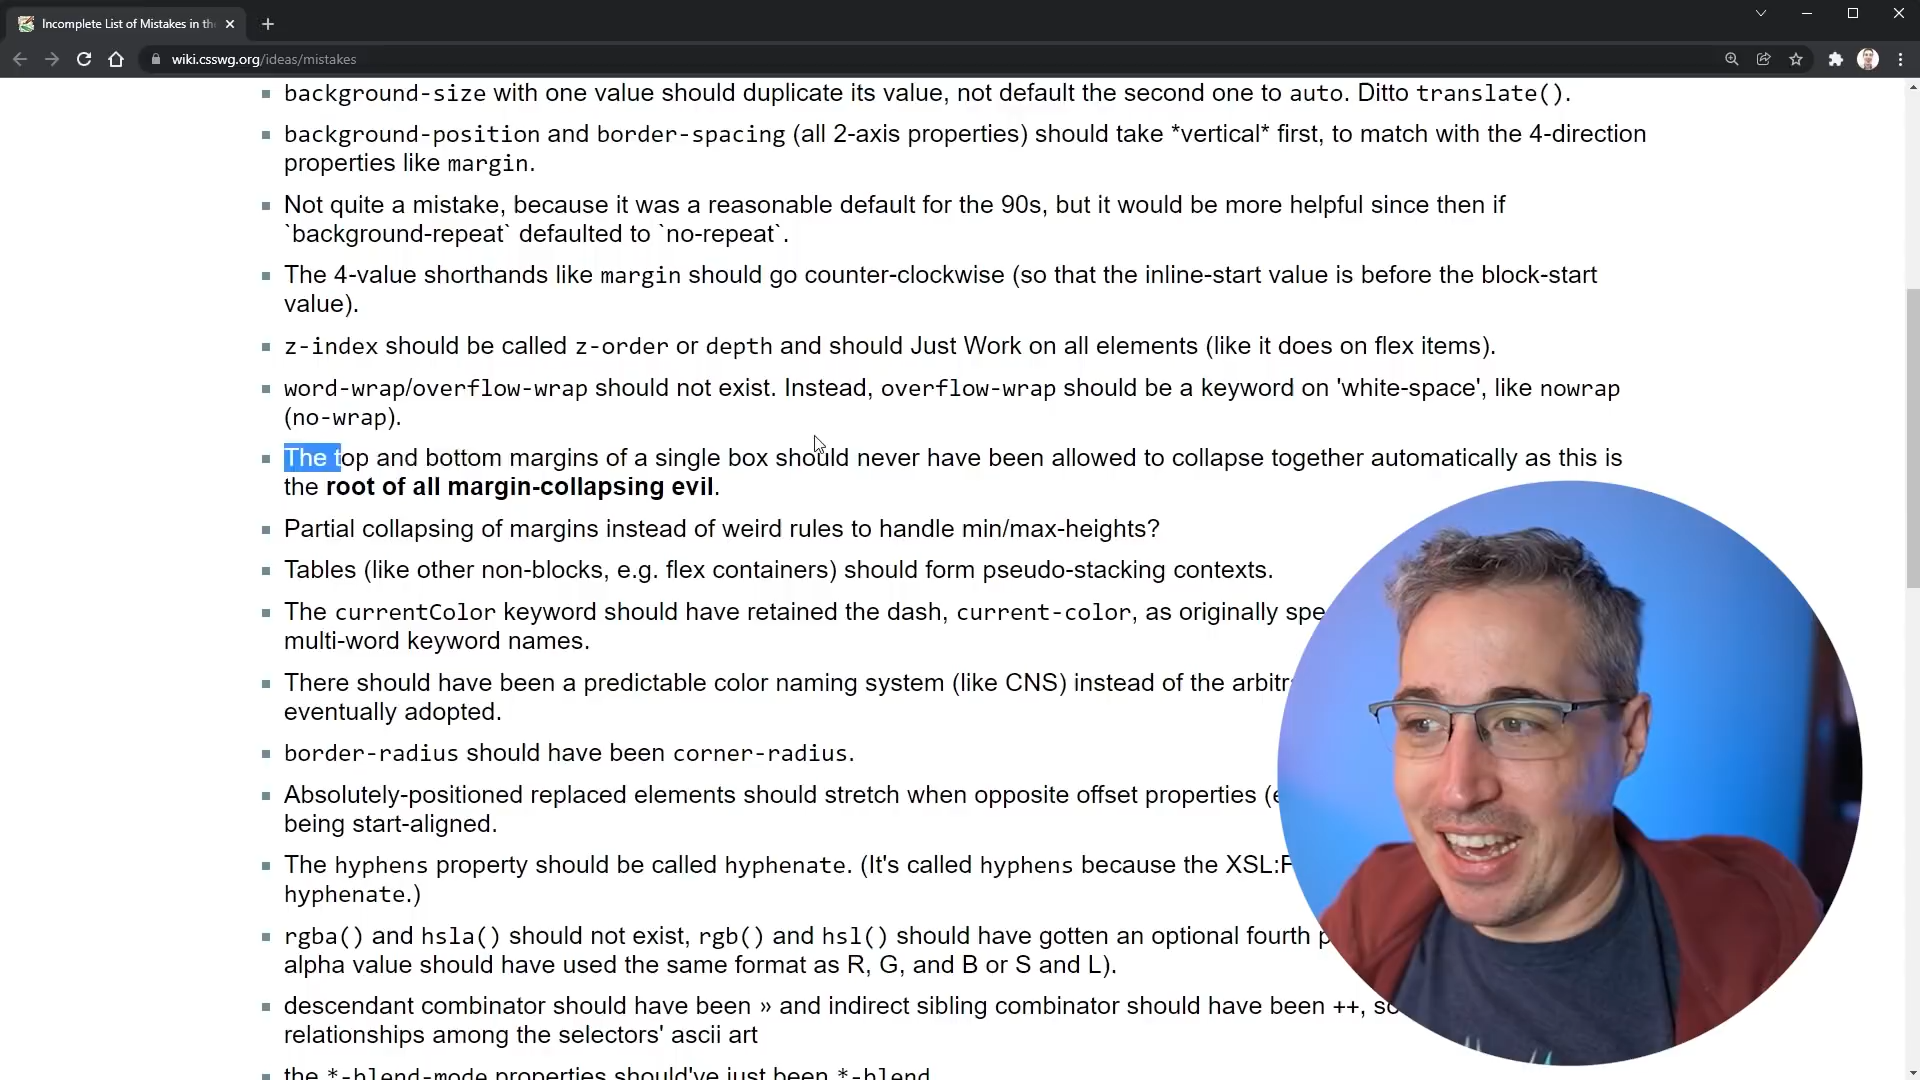 Incomplete List of Mistakes in th
wiki.csswg.org/ideas/mistakes
background-size with one value should duplicate its value, not default the second one to auto. Ditto translate().
background-position and border-spacing (all 2-axis properties) should take *vertical* first, to match with the 4-direction
properties like margin.
Not quite a mistake, because it was a reasonable default for the 90s, but it would be more helpful since then if
`background-repeat` defaulted to `no-repeat`.
The 4-value shorthands like margin should go counter-clockwise (so that the inline-start value is before the block-start
value).
z-index should be called z-order or depth and should Just Work on all elements (like it does on flex items).
word-wrap/overflow-wrap should not exist. Instead, overflow-wrap should be a keyword on 'white-space', like nowrap
(no-wrap).
The top and bottom margins of a single box should never have been allowed to collapse together automatically as this is
the root of all margin-collapsing evil.
Partial collapsing of margins instead of weird rules to handle min/max-heights?
Tables (like other non-blocks, e.g. flex containers) should form pseudo-stacking contexts.
The currentColor keyword should have retained the dash, current-color, as originally spe
multi-word keyword names.
There should have been a predictable color naming system (like CNS) instead of the arbitr
eventually adopted.
border-radius should have been corner-radius.
Absolutely-positioned replaced elements should stretch when opposite offset properties (e
being start-aligned.
The hyphens property should be called hyphenate. (It's called hyphens because the XSL:F
hyphenate.)
rgba() and hsla() should not exist, rgb() and hsl() should have gotten an optional fourth p
alpha value should have used the same format as R, G, and B or S and L).
descendant combinator should have been » and indirect sibling combinator should have been ++, so
relationships among the selectors' ascii art
the *-blend-mode properties should've just been *-blend